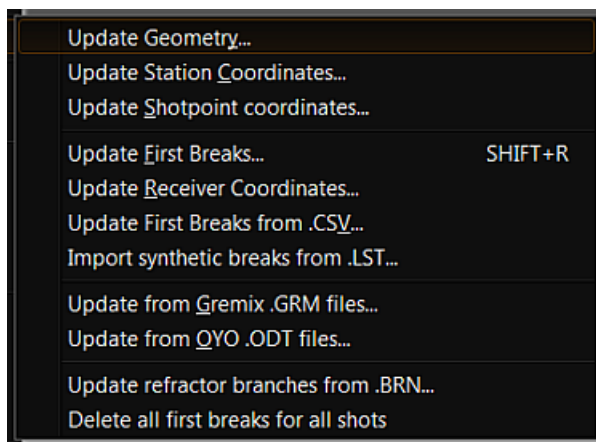 Update Geometry...
Update Station Coordinates...
Update Shotpoint coordinates...
Update First Breaks... SHIFT+R
Update Receiver Coordinates...
Update First Breaks from .CSV...
Import synthetic breaks from .LST...
Update from Gremix .GRM files...
Update from OYO .ODT files...
Update refractor branches from .BRN...
Delete all first breaks for all shots